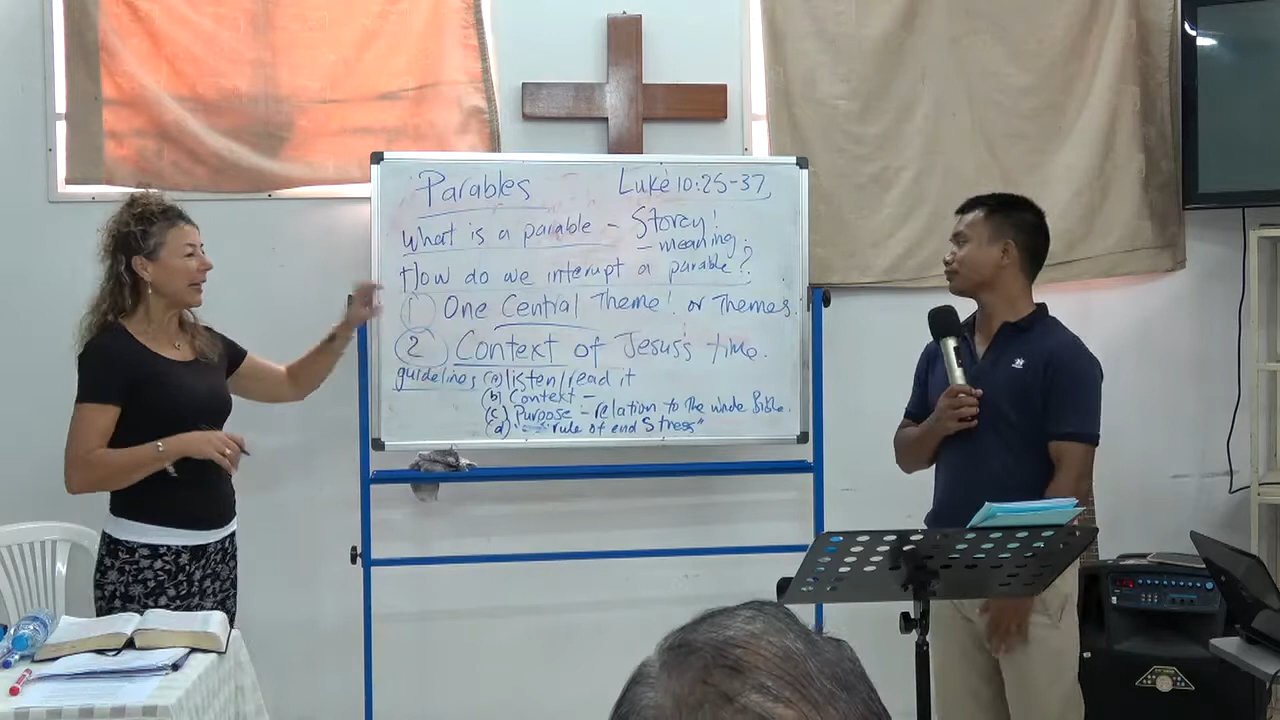 Parables Luke 10:25-37
What is a parable - Storey!
- meaning.
How do we interupt a parable?
1 One Central Theme! or Themes.
2 Context of Jesus's time.
guidelines (a) listen/read it
(b) Context -
(c) Purpose - relation to the whole Bible.
(d) "rule of end Stress"